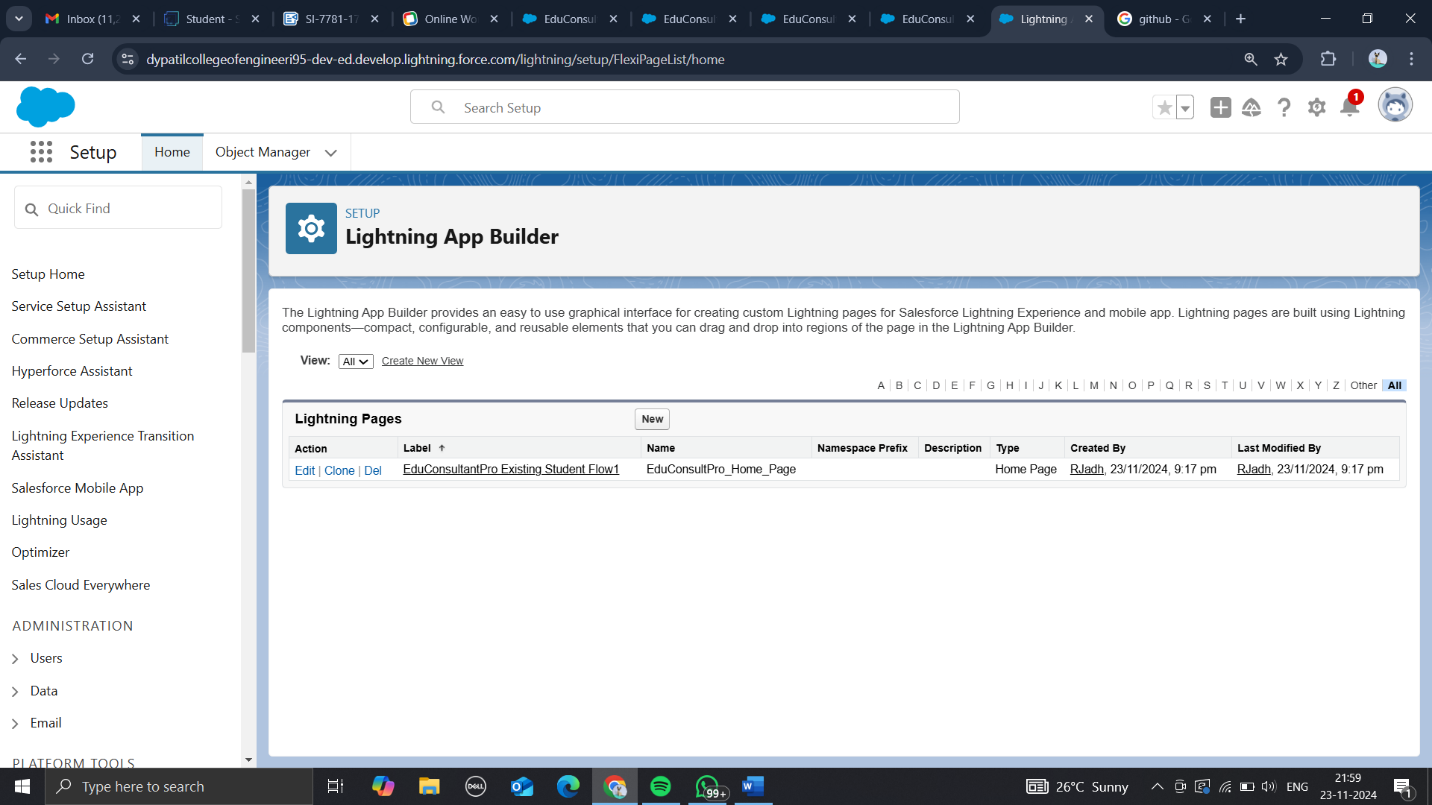 Inbox (11,2
Student - S
SI-7781-17
Online Wo
EduConsul
EduConsul
EduConsul
EduConsul
Lightning A
github - Go
dypatilcollegeofengineeri95-dev-ed.develop.lightning.force.com/lightning/setup/FlexiPageList/home
Search Setup
1
Setup
Home
Object Manager
Quick Find
Setup Home
Service Setup Assistant
Commerce Setup Assistant
Hyperforce Assistant
Release Updates
Lightning Experience Transition
Assistant
Salesforce Mobile App
Lightning Usage
Optimizer
Sales Cloud Everywhere
ADMINISTRATION
Users
Data
Email
PLATFORM TOOLS
SETUP
Lightning App Builder
The Lightning App Builder provides an easy to use graphical interface for creating custom Lightning pages for Salesforce Lightning Experience and mobile app. Lightning pages are built using Lightning
components—compact, configurable, and reusable elements that you can drag and drop into regions of the page in the Lightning App Builder.
View: All Create New View
A | B | C | D | E | F | G | H | I | J | K | L | M | N | O | P | Q | R | S | T | U | V | W | X | Y | Z | Other | All
Lightning Pages New
Action Label Name Namespace Prefix Description Type Created By Last Modified By
Edit | Clone | Del EduConsultantPro Existing Student Flow1 EduConsultPro_Home_Page Home Page RJadh, 23/11/2024, 9:17 pm RJadh, 23/11/2024, 9:17 pm
Type here to search
DELL
99+
26°C Sunny
ENG
21:59
23-11-2024
1